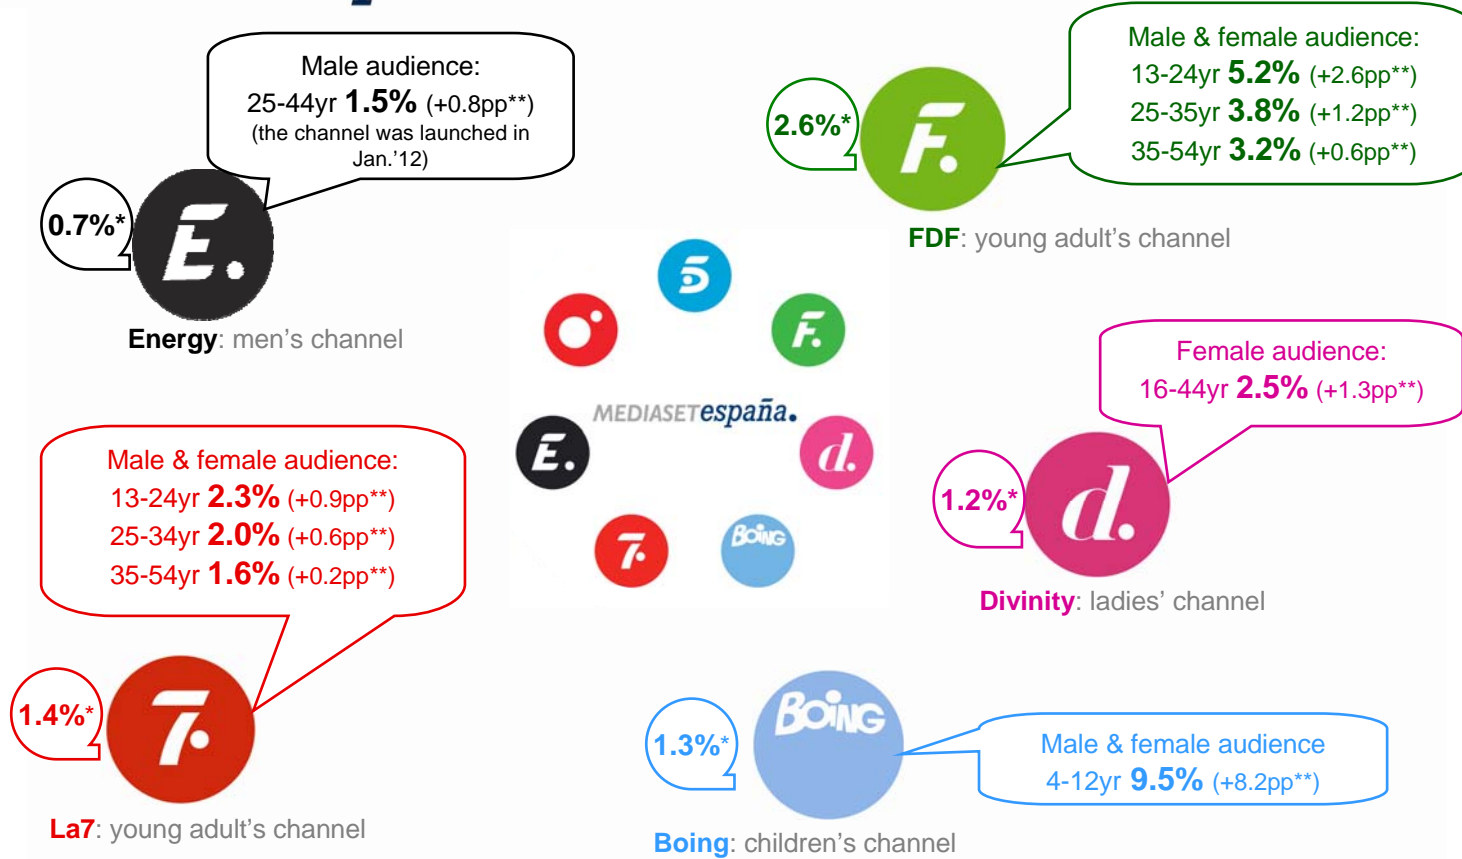 Male audience:
25-44yr 1.5% (+0.8pp**)
(the channel was launched in
Jan.'12)
0.7%*
E.
Energy: men's channel
Male & female audience:
13-24yr 5.2% (+2.6pp**)
25-35yr 3.8% (+1.2pp**)
35-54yr 3.2% (+0.6pp**)
2.6%*
F.
FDF: young adult's channel
5
F.
MEDIASETespaña.
E.
d.
7.
BOING
Female audience:
16-44yr 2.5% (+1.3pp**)
1.2%*
d.
Divinity: ladies' channel
Male & female audience:
13-24yr 2.3% (+0.9pp**)
25-34yr 2.0% (+0.6pp**)
35-54yr 1.6% (+0.2pp**)
1.4%*
7.
La7: young adult's channel
1.3%*
BOING
Male & female audience
4-12yr 9.5% (+8.2pp**)
Boing: children's channel